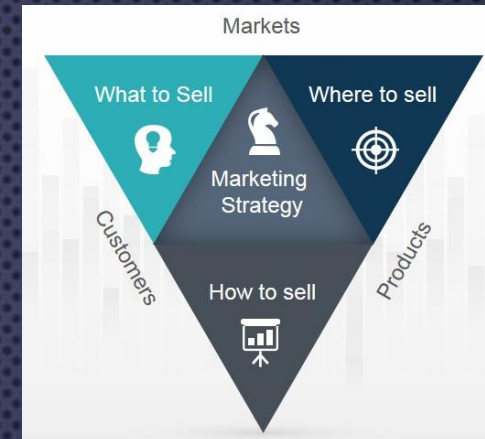 Markets
What to Sell
Where to sell
Marketing
Strategy
Customers
Products
How to sell